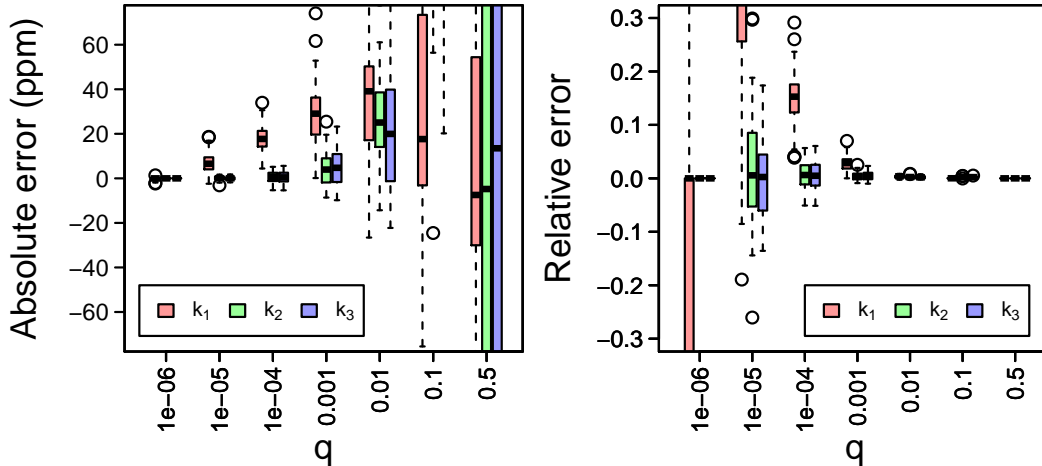 Absolute error (ppm)
60
40
20
0
−20
−40
−60
k1 k2 k3
1e−06 1e−05 1e−04 0.001 0.01 0.1 0.5
q
Relative error
0.3
0.2
0.1
0.0
−0.1
−0.2
−0.3
k1 k2 k3
1e−06 1e−05 1e−04 0.001 0.01 0.1 0.5
q